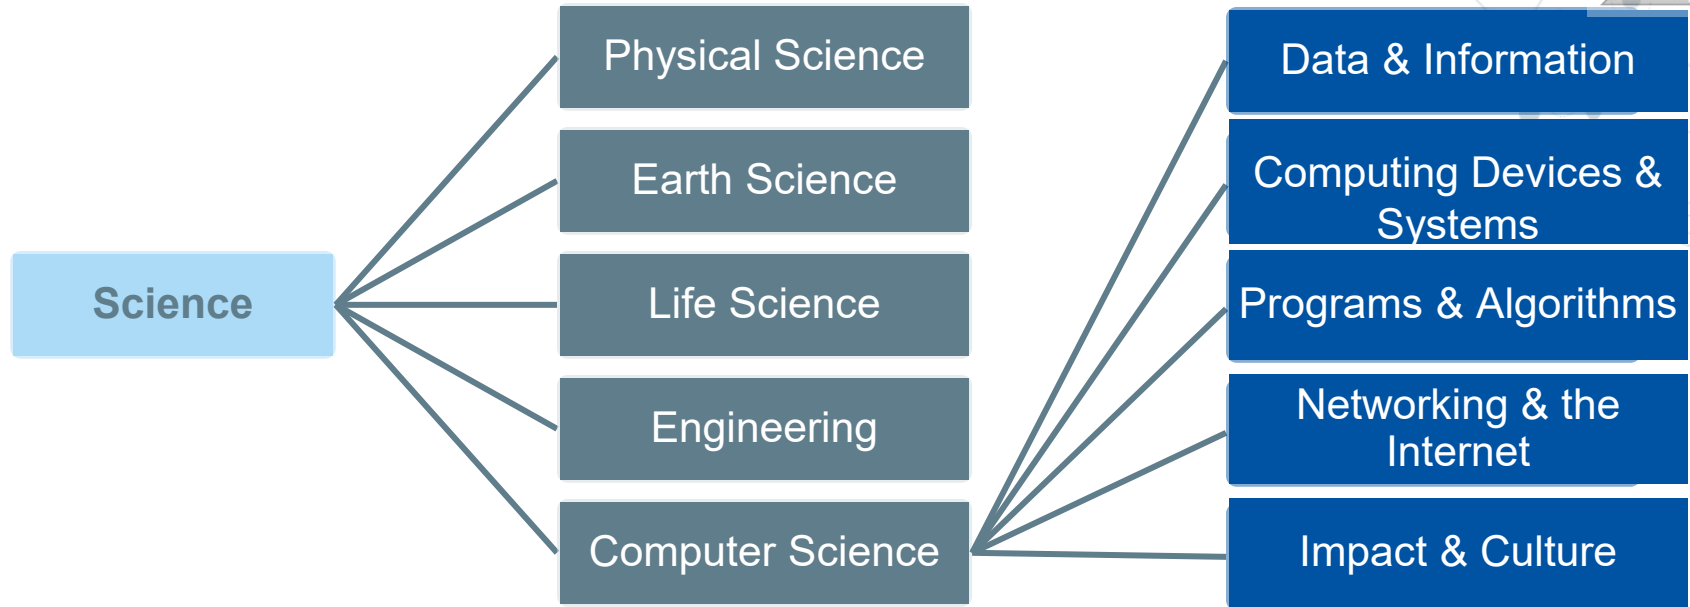 Science
Physical Science
Earth Science
Life Science
Engineering
Computer Science
Data & Information
Computing Devices &
Systems
Programs & Algorithms
Networking & the
Internet
Impact & Culture